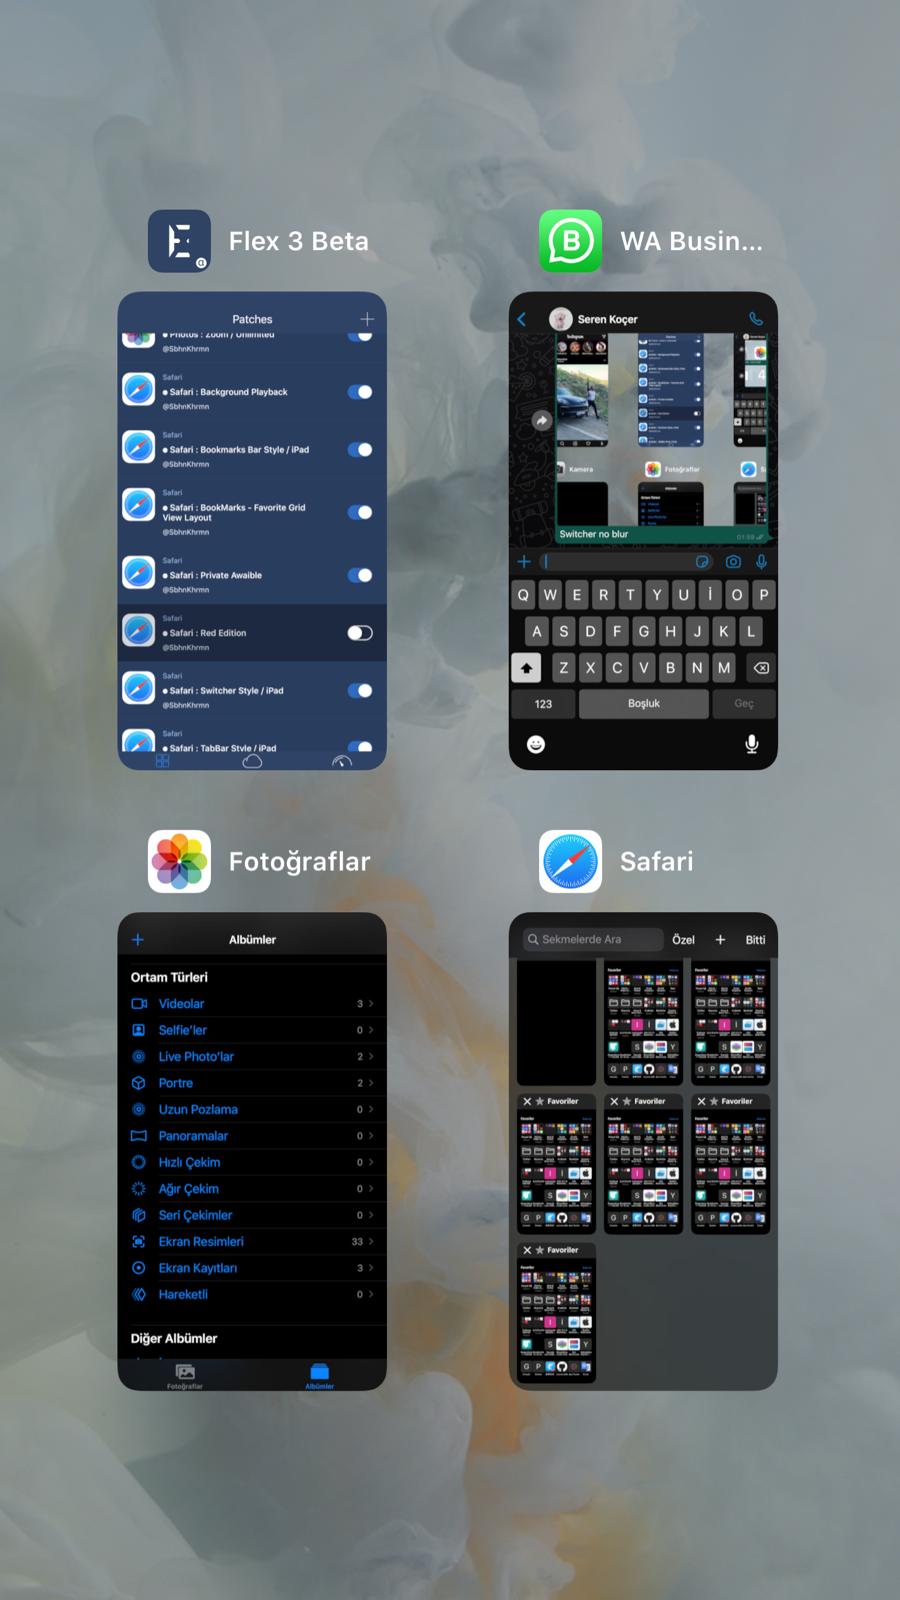 Flex 3 Beta
WA Busin...
Patches
Photos : Zoom / Unlimited
@SbhnKhrmn
Safari
Safari : Background Playback
@SbhnKhrmn
Safari
Safari : Bookmarks Bar Style / iPad
@SbhnKhrmn
Safari
Safari : BookMarks - Favorite Grid
View Layout
@SbhnKhrmn
Safari
Safari : Private Awaible
@SbhnKhrmn
Safari
Safari : Red Edition
@SbhnKhrmn
Safari
Safari : Switcher Style / iPad
@SbhnKhrmn
Safari
Safari : TabBar Style / iPad
Seren Koçer
Kamera
Fotoğraflar
Switcher no blur
01:59
Q W E R T Y U İ O P
A S D F G H J K L
Z X C V B N M
123 Boşluk Geç
Fotoğraflar
Safari
Albümler
Ortam Türleri
Videolar 3
Selfie'ler 0
Live Photo'lar 2
Portre 2
Uzun Pozlama 0
Panoramalar 0
Hızlı Çekim 0
Ağır Çekim 0
Seri Çekimler 0
Ekran Resimleri 33
Ekran Kayıtları 3
Hareketli 0
Diğer Albümler
Fotoğraflar
Albümler
Sekmelerde Ara
Özel
Bitti
Favoriler
Favoriler
Favoriler
Favoriler